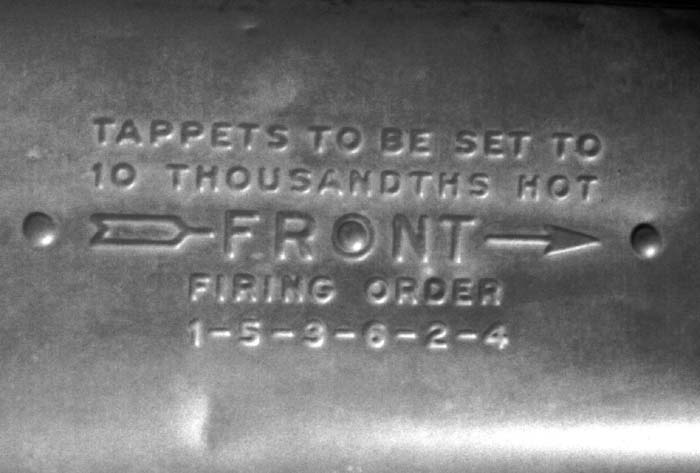 TAPPETS TO BE SET TO
10 THOUSANDTHS HOT
FRONT
FIRING ORDER
1-5-3-6-2-4